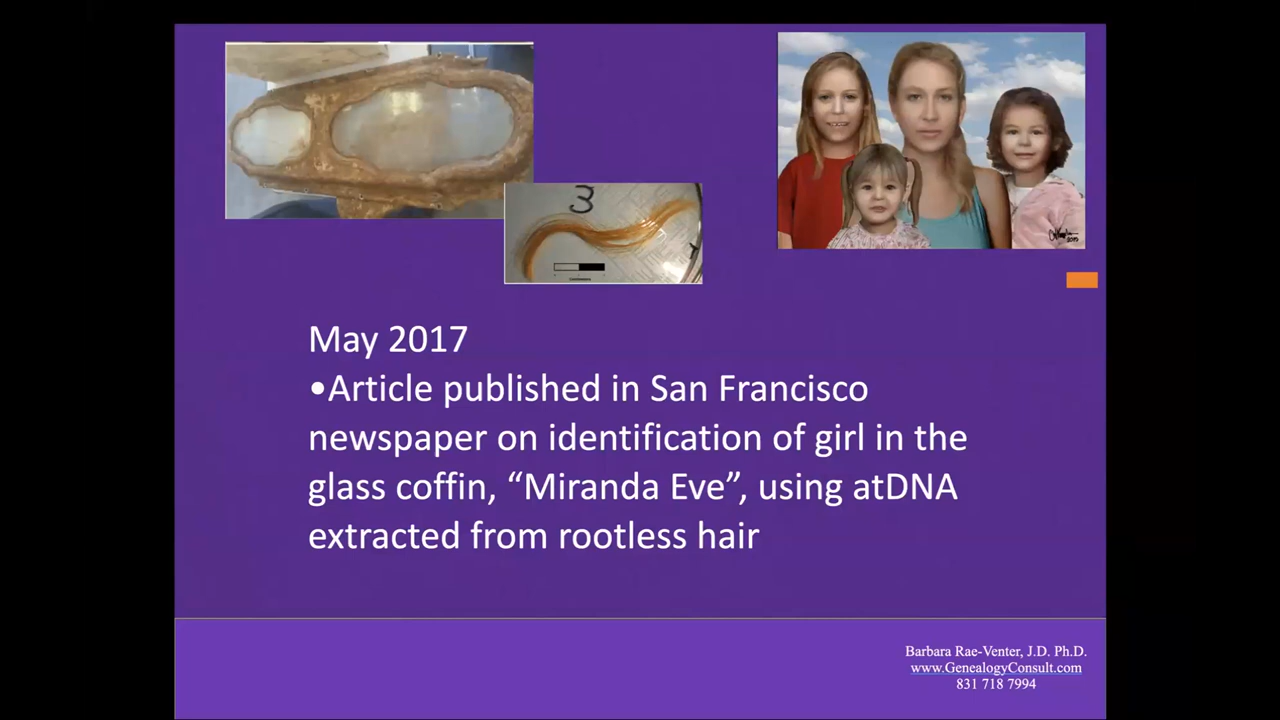 3
May 2017
•Article published in San Francisco
newspaper on identification of girl in the
glass coffin, “Miranda Eve”, using atDNA
extracted from rootless hair
Barbara Rae-Venter, J.D. Ph.D.
www.GenealogyConsult.com
831 718 7994